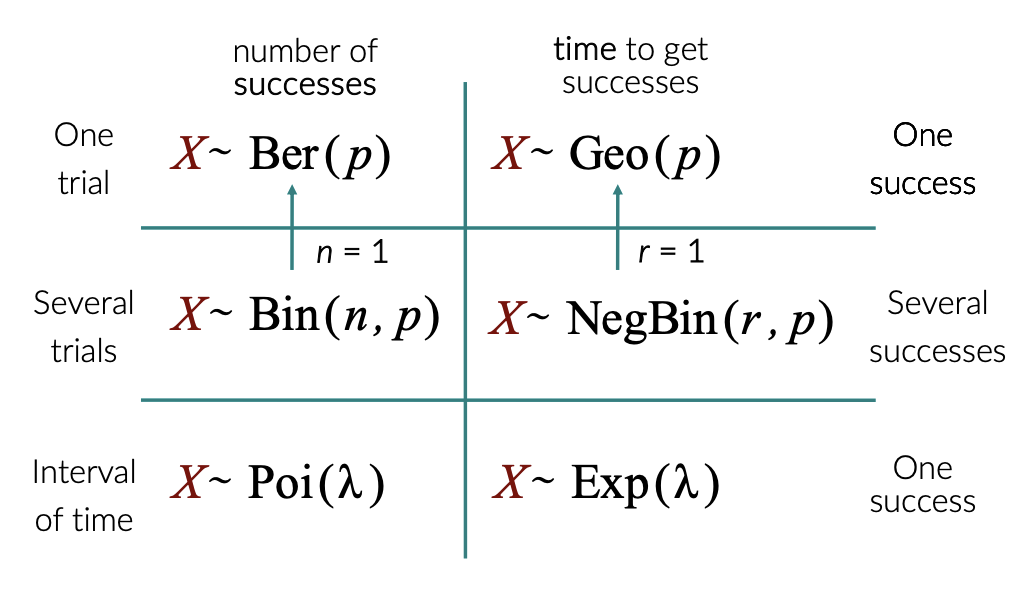 number of
successes
time to get
successes
One
trial
X~ Ber(p)
X~ Geo(p)
One
success
n = 1
r = 1
Several
trials
X~ Bin(n, p)
X~ NegBin(r, p)
Several
successes
Interval
of time
X~ Poi(λ)
X~ Exp(λ)
One
success